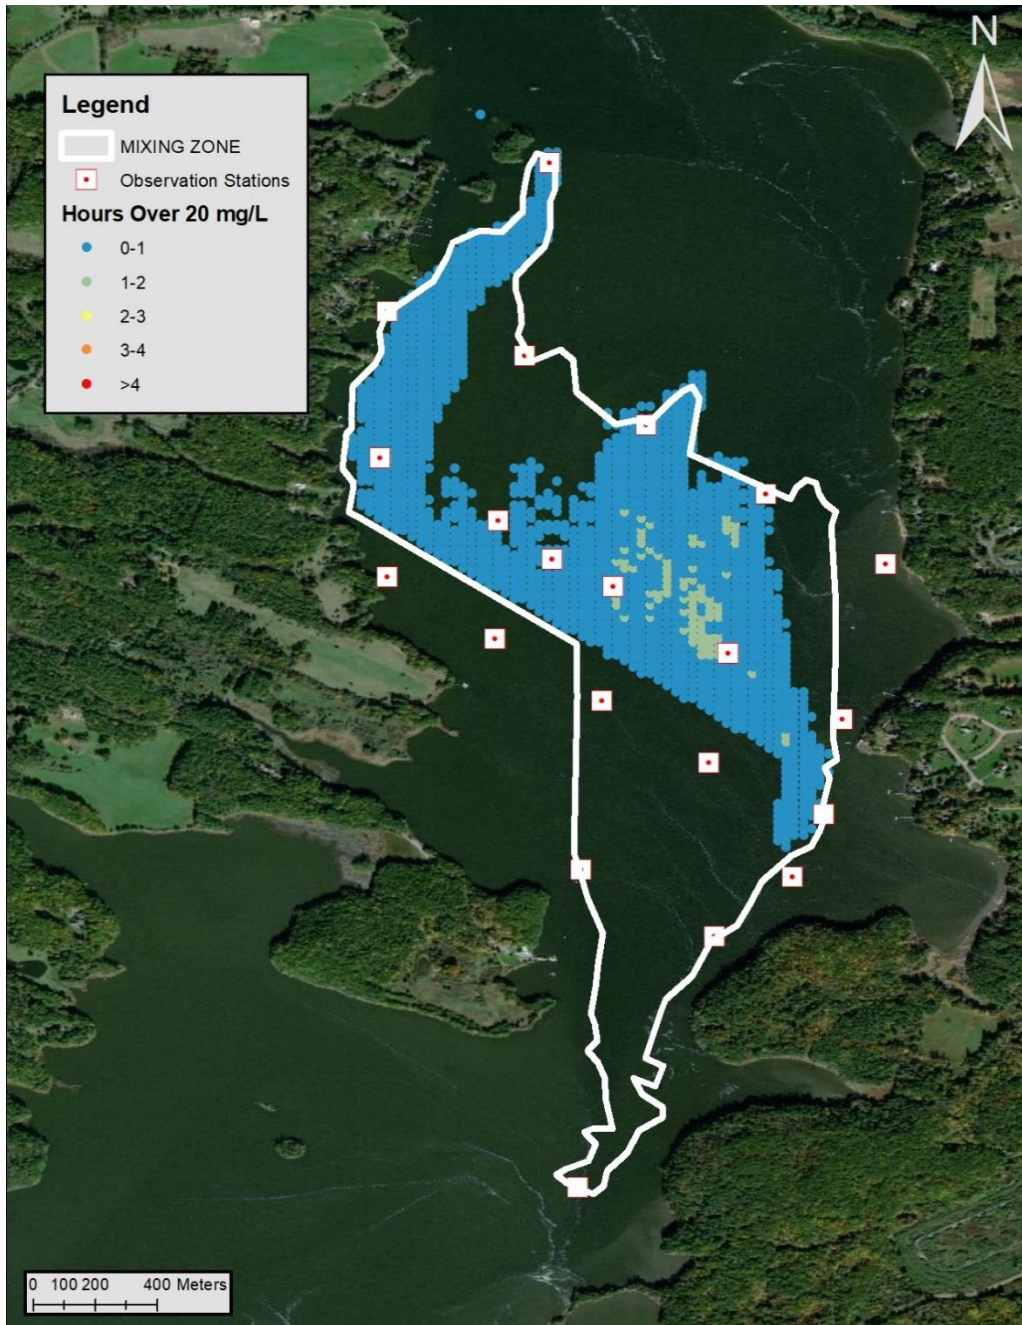 N
Legend
MIXING ZONE
Observation Stations
Hours Over 20 mg/L
0-1
1-2
2-3
3-4
>4
0 100 200 400 Meters